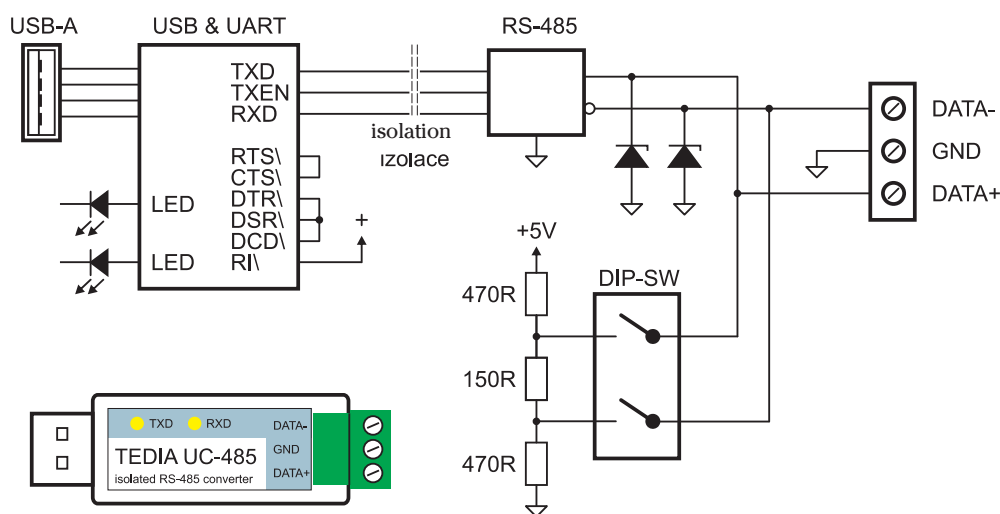 USB-A
USB & UART
RS-485
TXD
TXEN
RXD
isolation
izolace
RTS\
CTS\
DTR\
DSR\
DCD\
RI\
LED
LED
+
DATA-
GND
DATA+
+5V
470R
150R
470R
DIP-SW
TXD
RXD
TEDIA UC-485
isolated RS-485 converter
DATA-
GND
DATA+